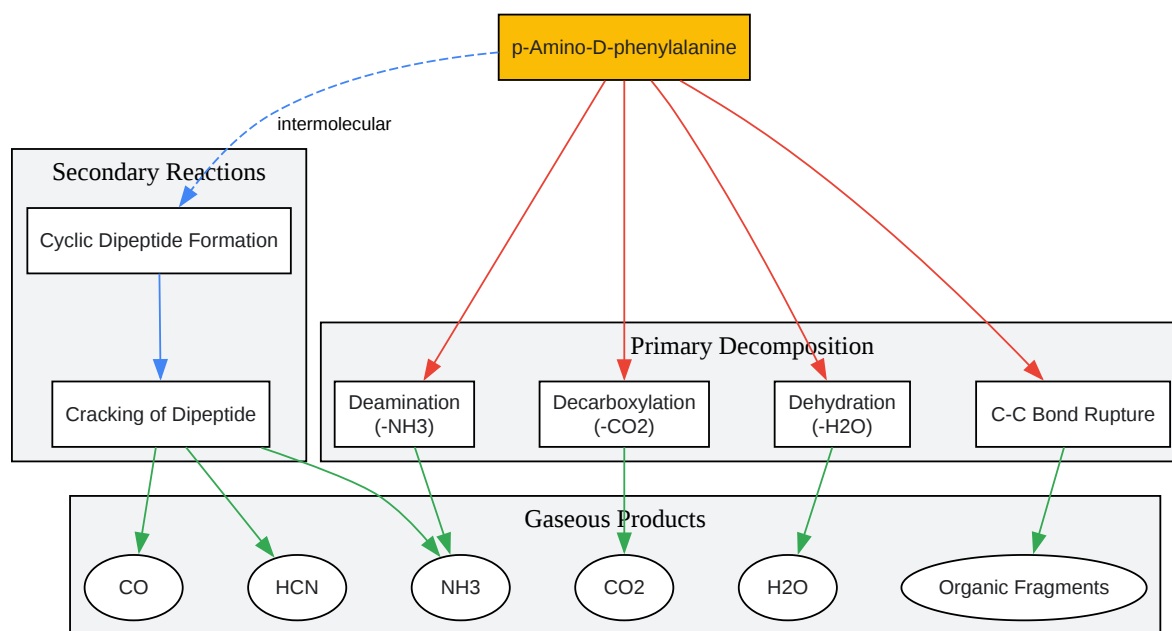 p-Amino-D-phenylalanine
intermolecular
Secondary Reactions
Cyclic Dipeptide Formation
Cracking of Dipeptide
Primary Decomposition
Deamination
(-NH3)
Decarboxylation
(-CO2)
Dehydration
(-H2O)
C-C Bond Rupture
Gaseous Products
CO
HCN
NH3
CO2
H2O
Organic Fragments